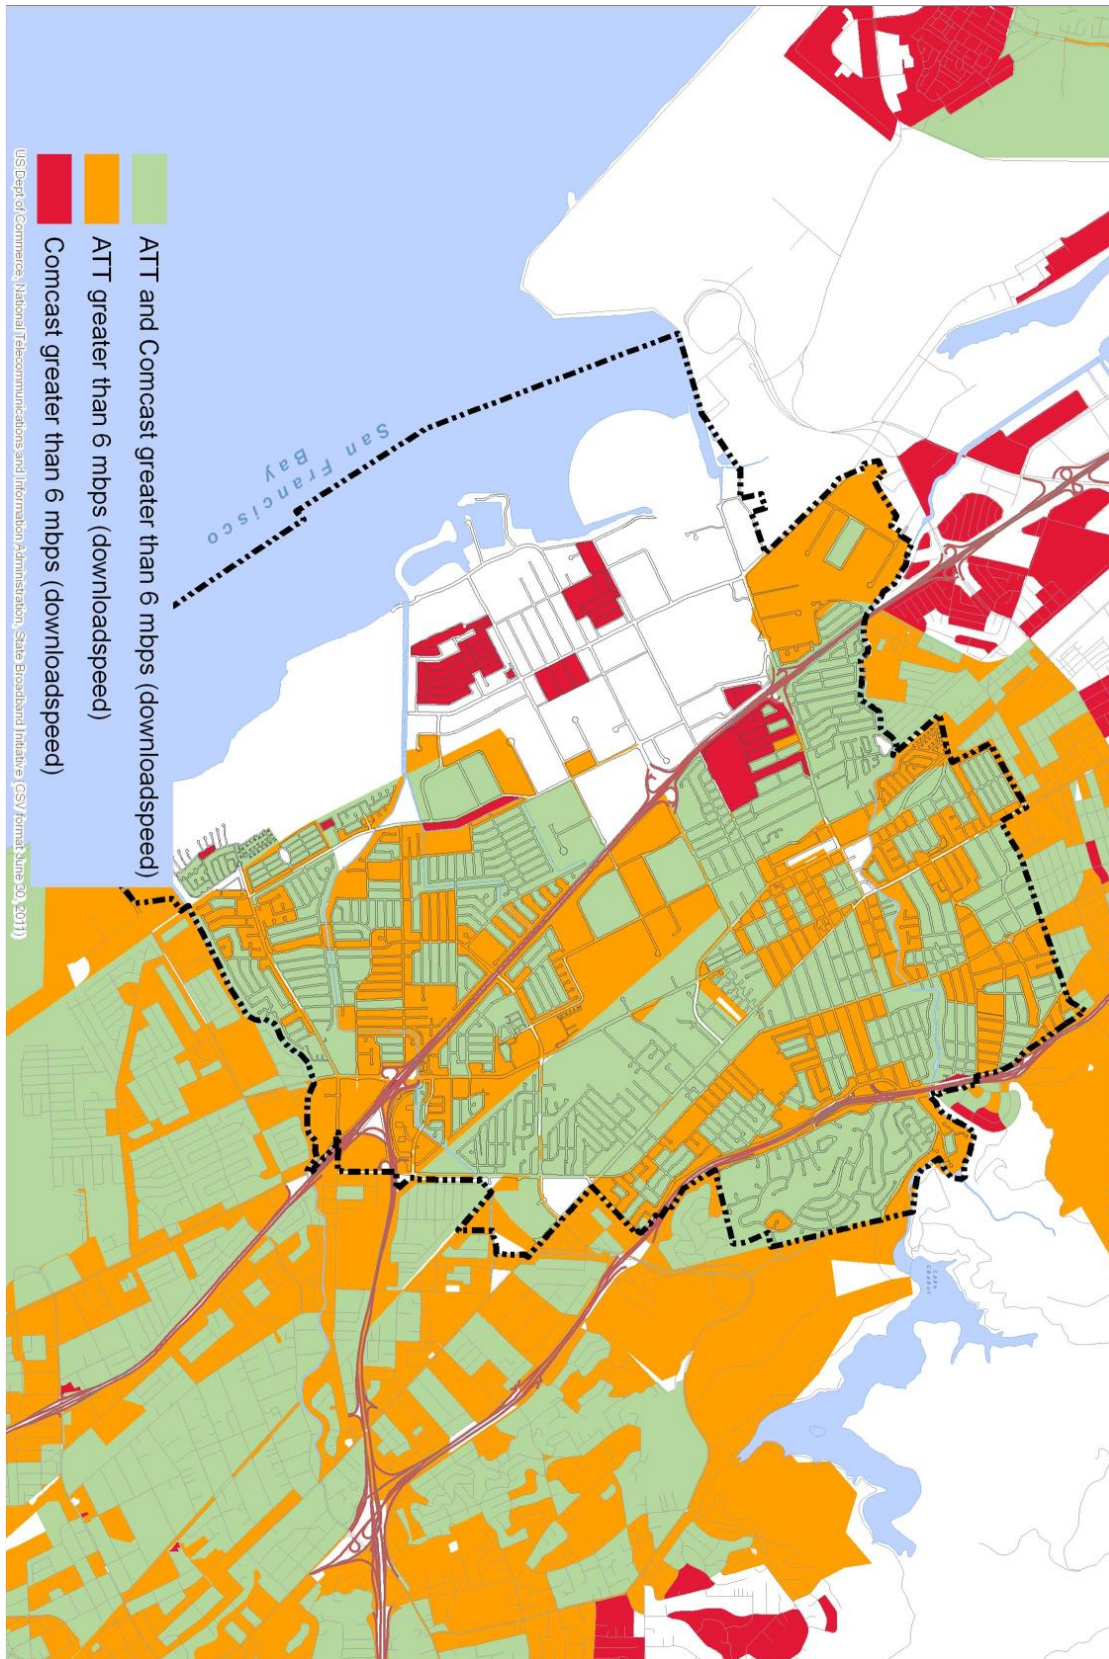 San Francisco
Bay
Lake
Chabot
ATT and Comcast greater than 6 mbps (downloadspeed)
ATT greater than 6 mbps (downloadspeed)
Comcast greater than 6 mbps (downloadspeed)
US Dept of Commerce, National Telecommunications and Information Administration, State Broadband Initiative (CSV format June 30, 2011)